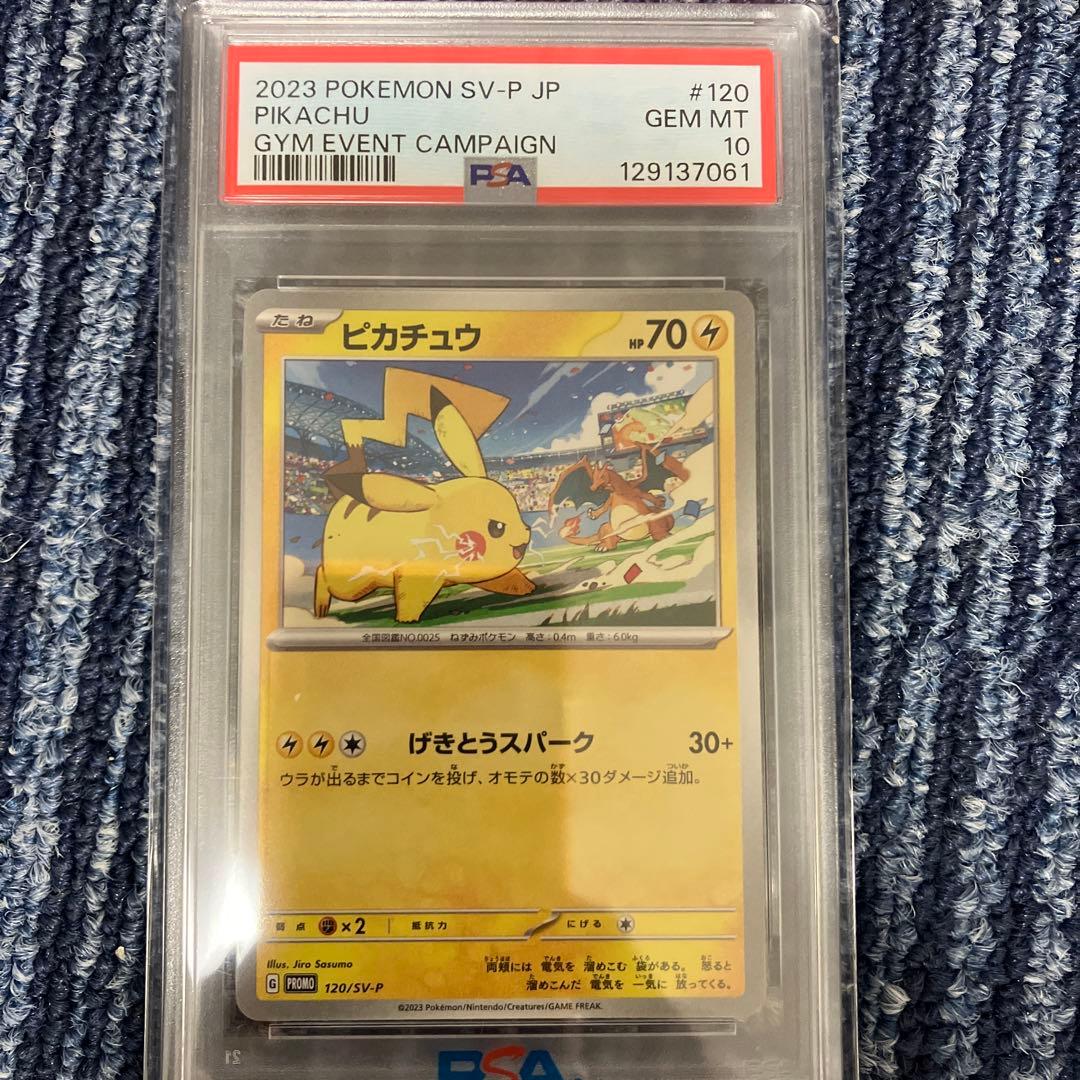 2023 POKEMON SV-P JP #120
PIKACHU GEM MT
GYM EVENT CAMPAIGN 10
PSA 129137061
たね ピカチュウ HP70
全国図鑑NO.0025 ねずみポケモン 高さ:0.4m 重さ:6.0kg
げきとうスパーク 30+
ウラが出るまでコインを投げ、オモテの数×30ダメージ追加。
弱点 ×2 抵抗力 にげる
Illus. Jiro Sasumo
両頬には 電気を 溜めこむ 袋がある。 怒ると
溜めこんだ 電気を 一気に 放ってくる。
G PROMO 120/SV-P
©2023 Pokémon/Nintendo/Creatures/GAME FREAK.
PSA